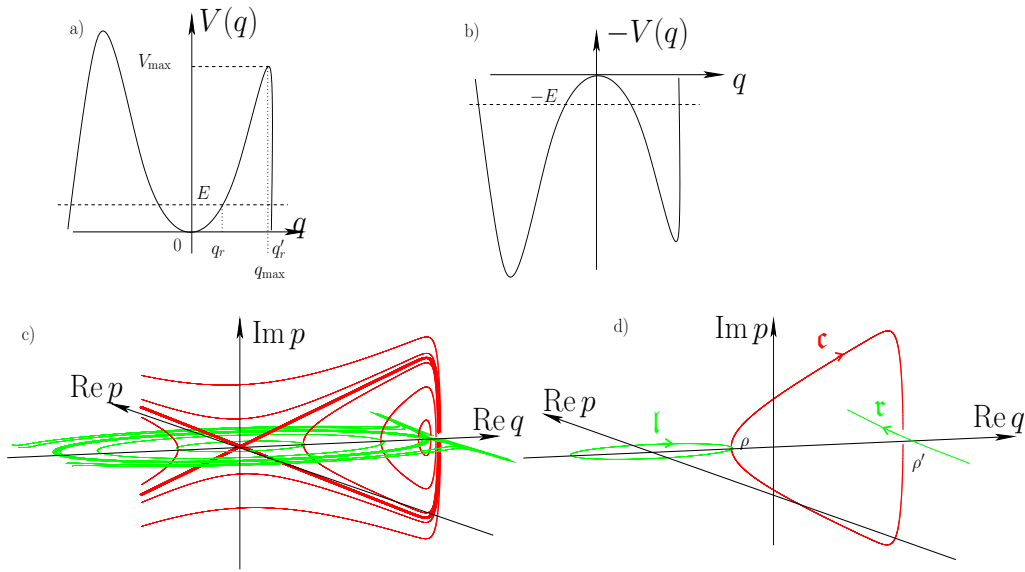 a)
V(q)
V_max
E
q
0
q_r
q'_r
q_max
b)
−V(q)
q
−E
c)
Im p
Re p
Re q
d)
Im p
𝔠
Re p
𝔯
Re q
𝔩
ρ
ρ′